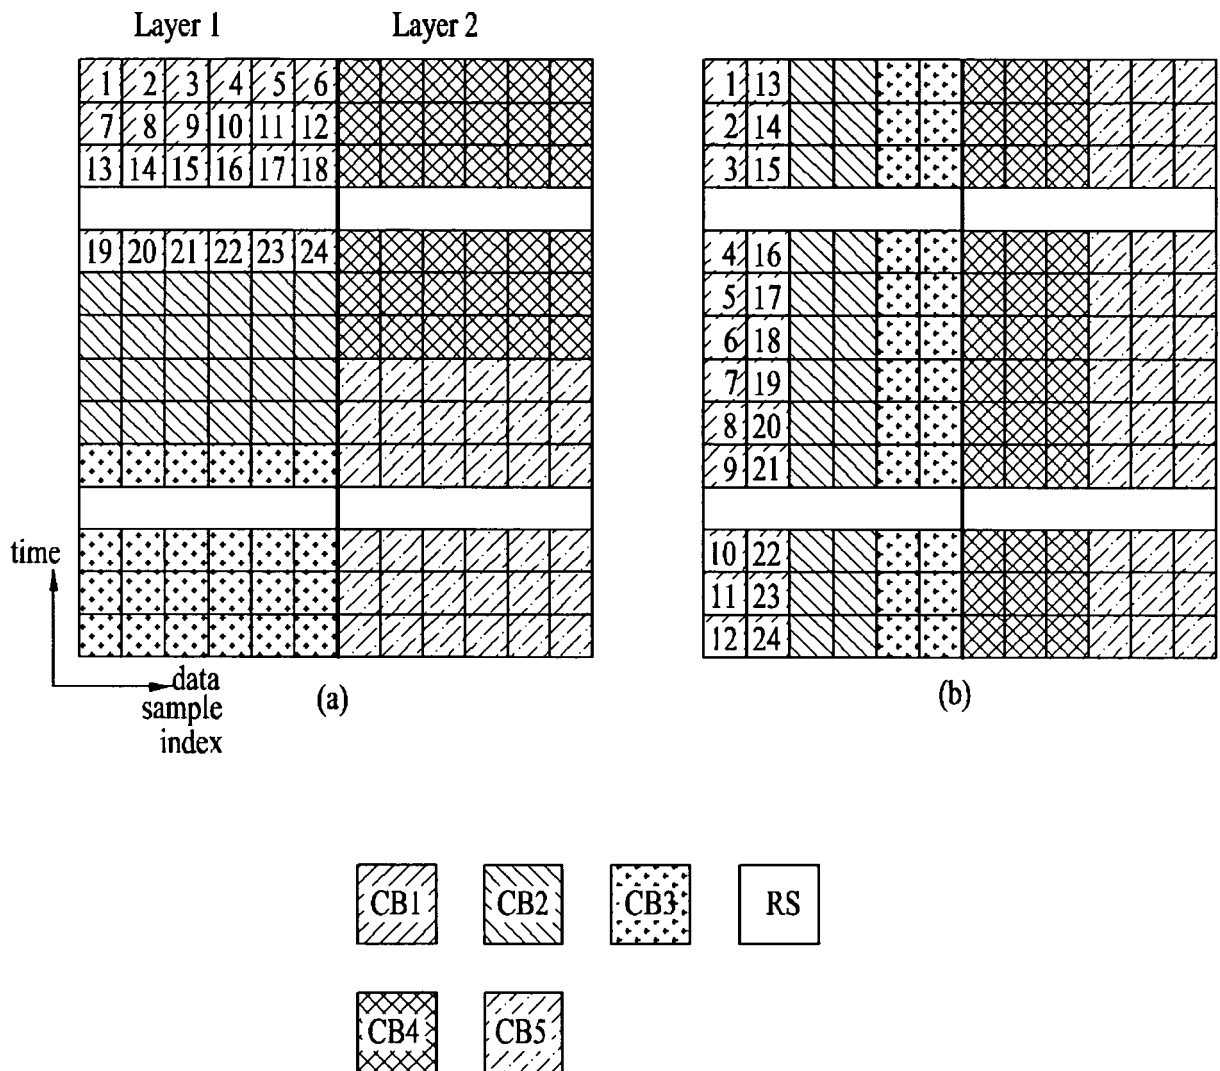 Layer 1 Layer 2
1 2 3 4 5 6 1 13
7 8 9 10 11 12 2 14
13 14 15 16 17 18 3 15
19 20 21 22 23 24 4 16
5 17
6 18
7 19
8 20
9 21
time 10 22
11 23
12 24
data
sample
index
(a) (b)
CB1 CB2 CB3 RS
CB4 CB5